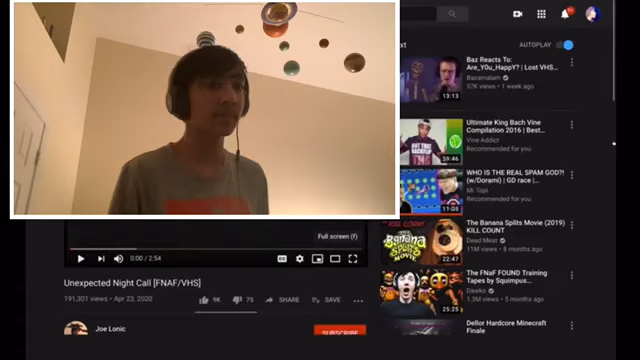 AUTOPLAY
Baz Reacts To:
Are_Y0u_HappY? | Lost VHS...
Bazamalam
57K views • 1 week ago
13:13
Ultimate King Bach Vine
Compilation 2016 | Best...
Vine Addict
Recommended for you
59:46
WHO IS THE REAL SPAM GOD?!
(w/Dorami) | GD race |...
Mr Topi
Recommended for you
11:05
The Banana Splits Movie (2019)
KILL COUNT
Dead Meat
11M views • 8 months ago
22:47
The FNaF FOUND Training
Tapes by Squimpus...
Dawko
1.3M views • 5 months ago
25:25
Dellor Hardcore Minecraft
Finale
Full screen (f)
0:00 / 2:54
Unexpected Night Call [FNAF/VHS]
191,301 views • Apr 23, 2020
9K
75
SHARE
SAVE
Joe Lonic
SUBSCRIBE